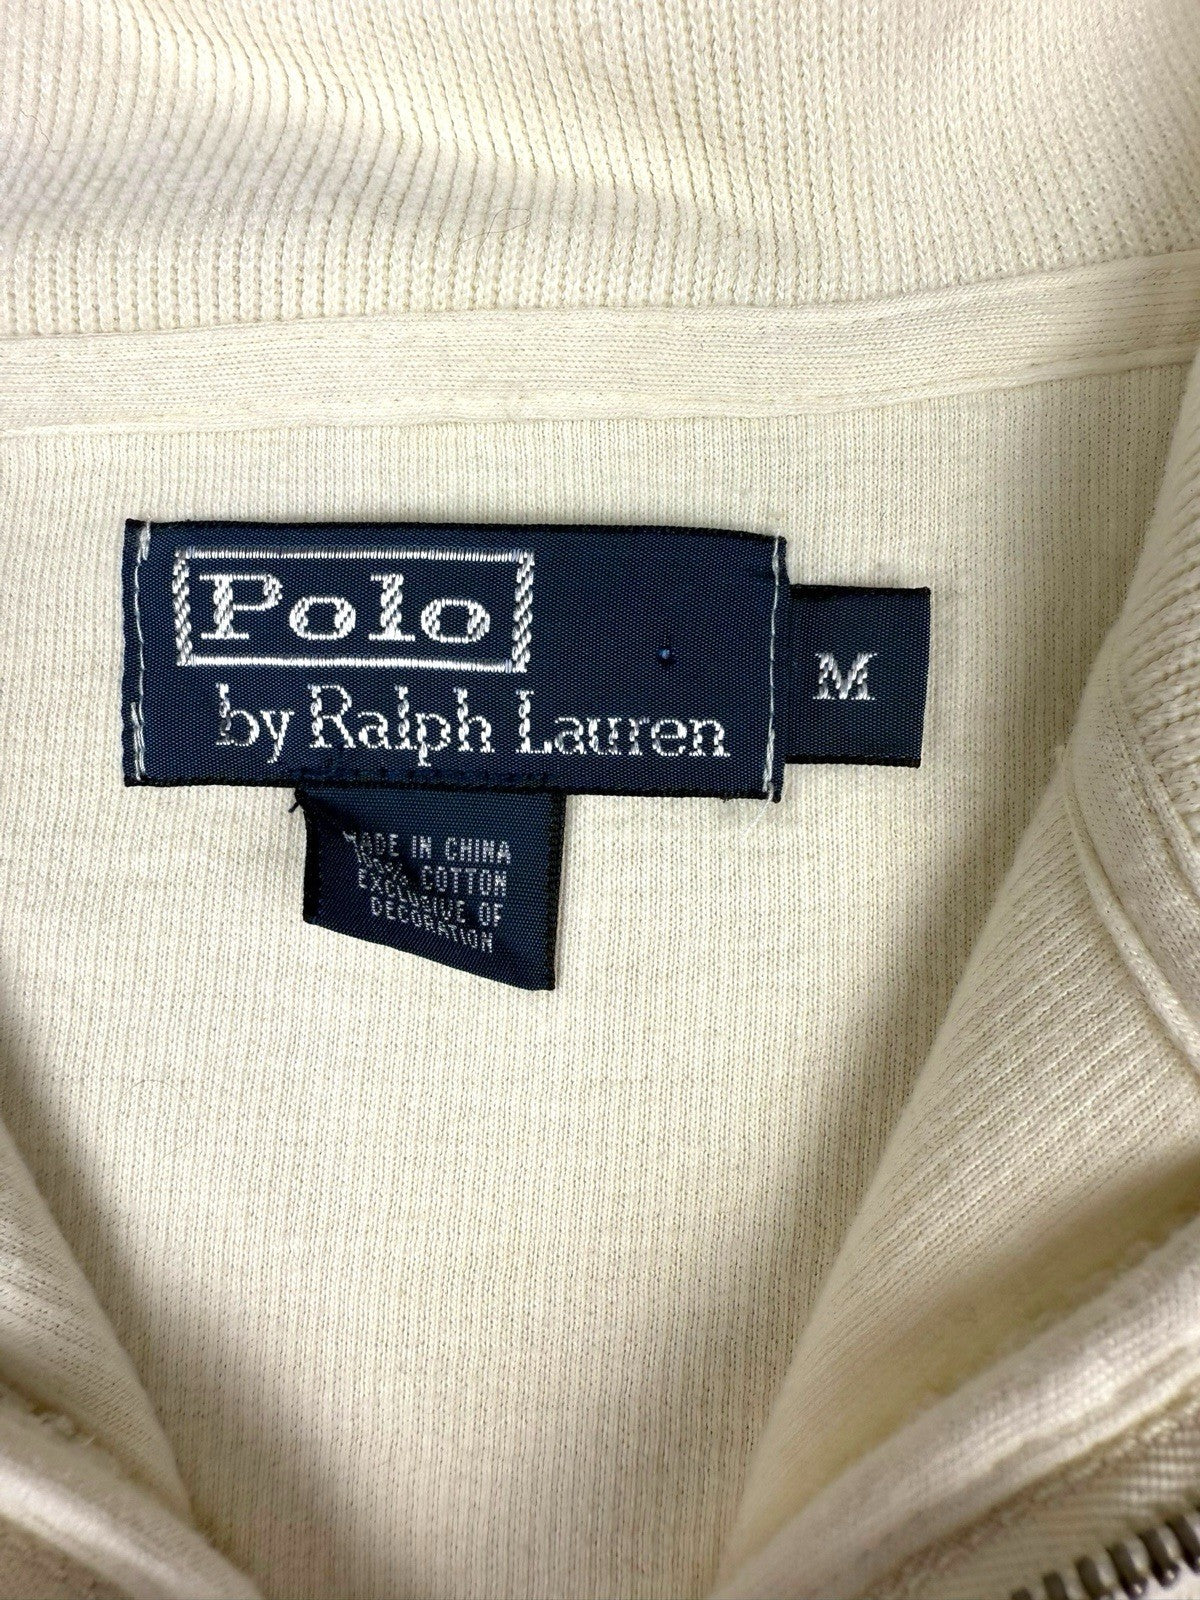 Polo
by Ralph Lauren
M
MADE IN CHINA
100% COTTON
EXCLUSIVE OF
DECORATION